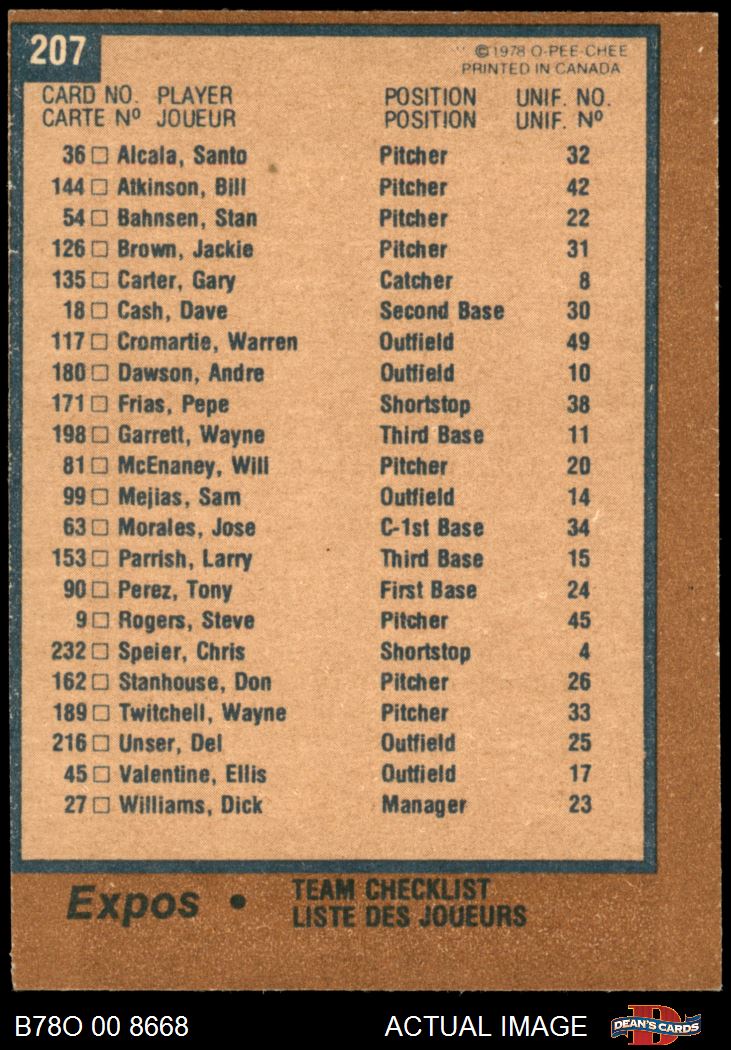 207
©1978 O-PEE-CHEE
PRINTED IN CANADA
CARD NO. PLAYER POSITION UNIF. NO.
CARTE Nº JOUEUR POSITION UNIF. Nº
36 □ Alcala, Santo Pitcher 32
144 □ Atkinson, Bill Pitcher 42
54 □ Bahnsen, Stan Pitcher 22
126 □ Brown, Jackie Pitcher 31
135 □ Carter, Gary Catcher 8
18 □ Cash, Dave Second Base 30
117 □ Cromartie, Warren Outfield 49
180 □ Dawson, Andre Outfield 10
171 □ Frias, Pepe Shortstop 38
198 □ Garrett, Wayne Third Base 11
81 □ McEnaney, Will Pitcher 20
99 □ Mejias, Sam Outfield 14
63 □ Morales, Jose C-1st Base 34
153 □ Parrish, Larry Third Base 15
90 □ Perez, Tony First Base 24
9 □ Rogers, Steve Pitcher 45
232 □ Speier, Chris Shortstop 4
162 □ Stanhouse, Don Pitcher 26
189 □ Twitchell, Wayne Pitcher 33
216 □ Unser, Del Outfield 25
45 □ Valentine, Ellis Outfield 17
27 □ Williams, Dick Manager 23
Expos • TEAM CHECKLIST
LISTE DES JOUEURS
B78O 00 8668 ACTUAL IMAGE D DEAN'S CARDS